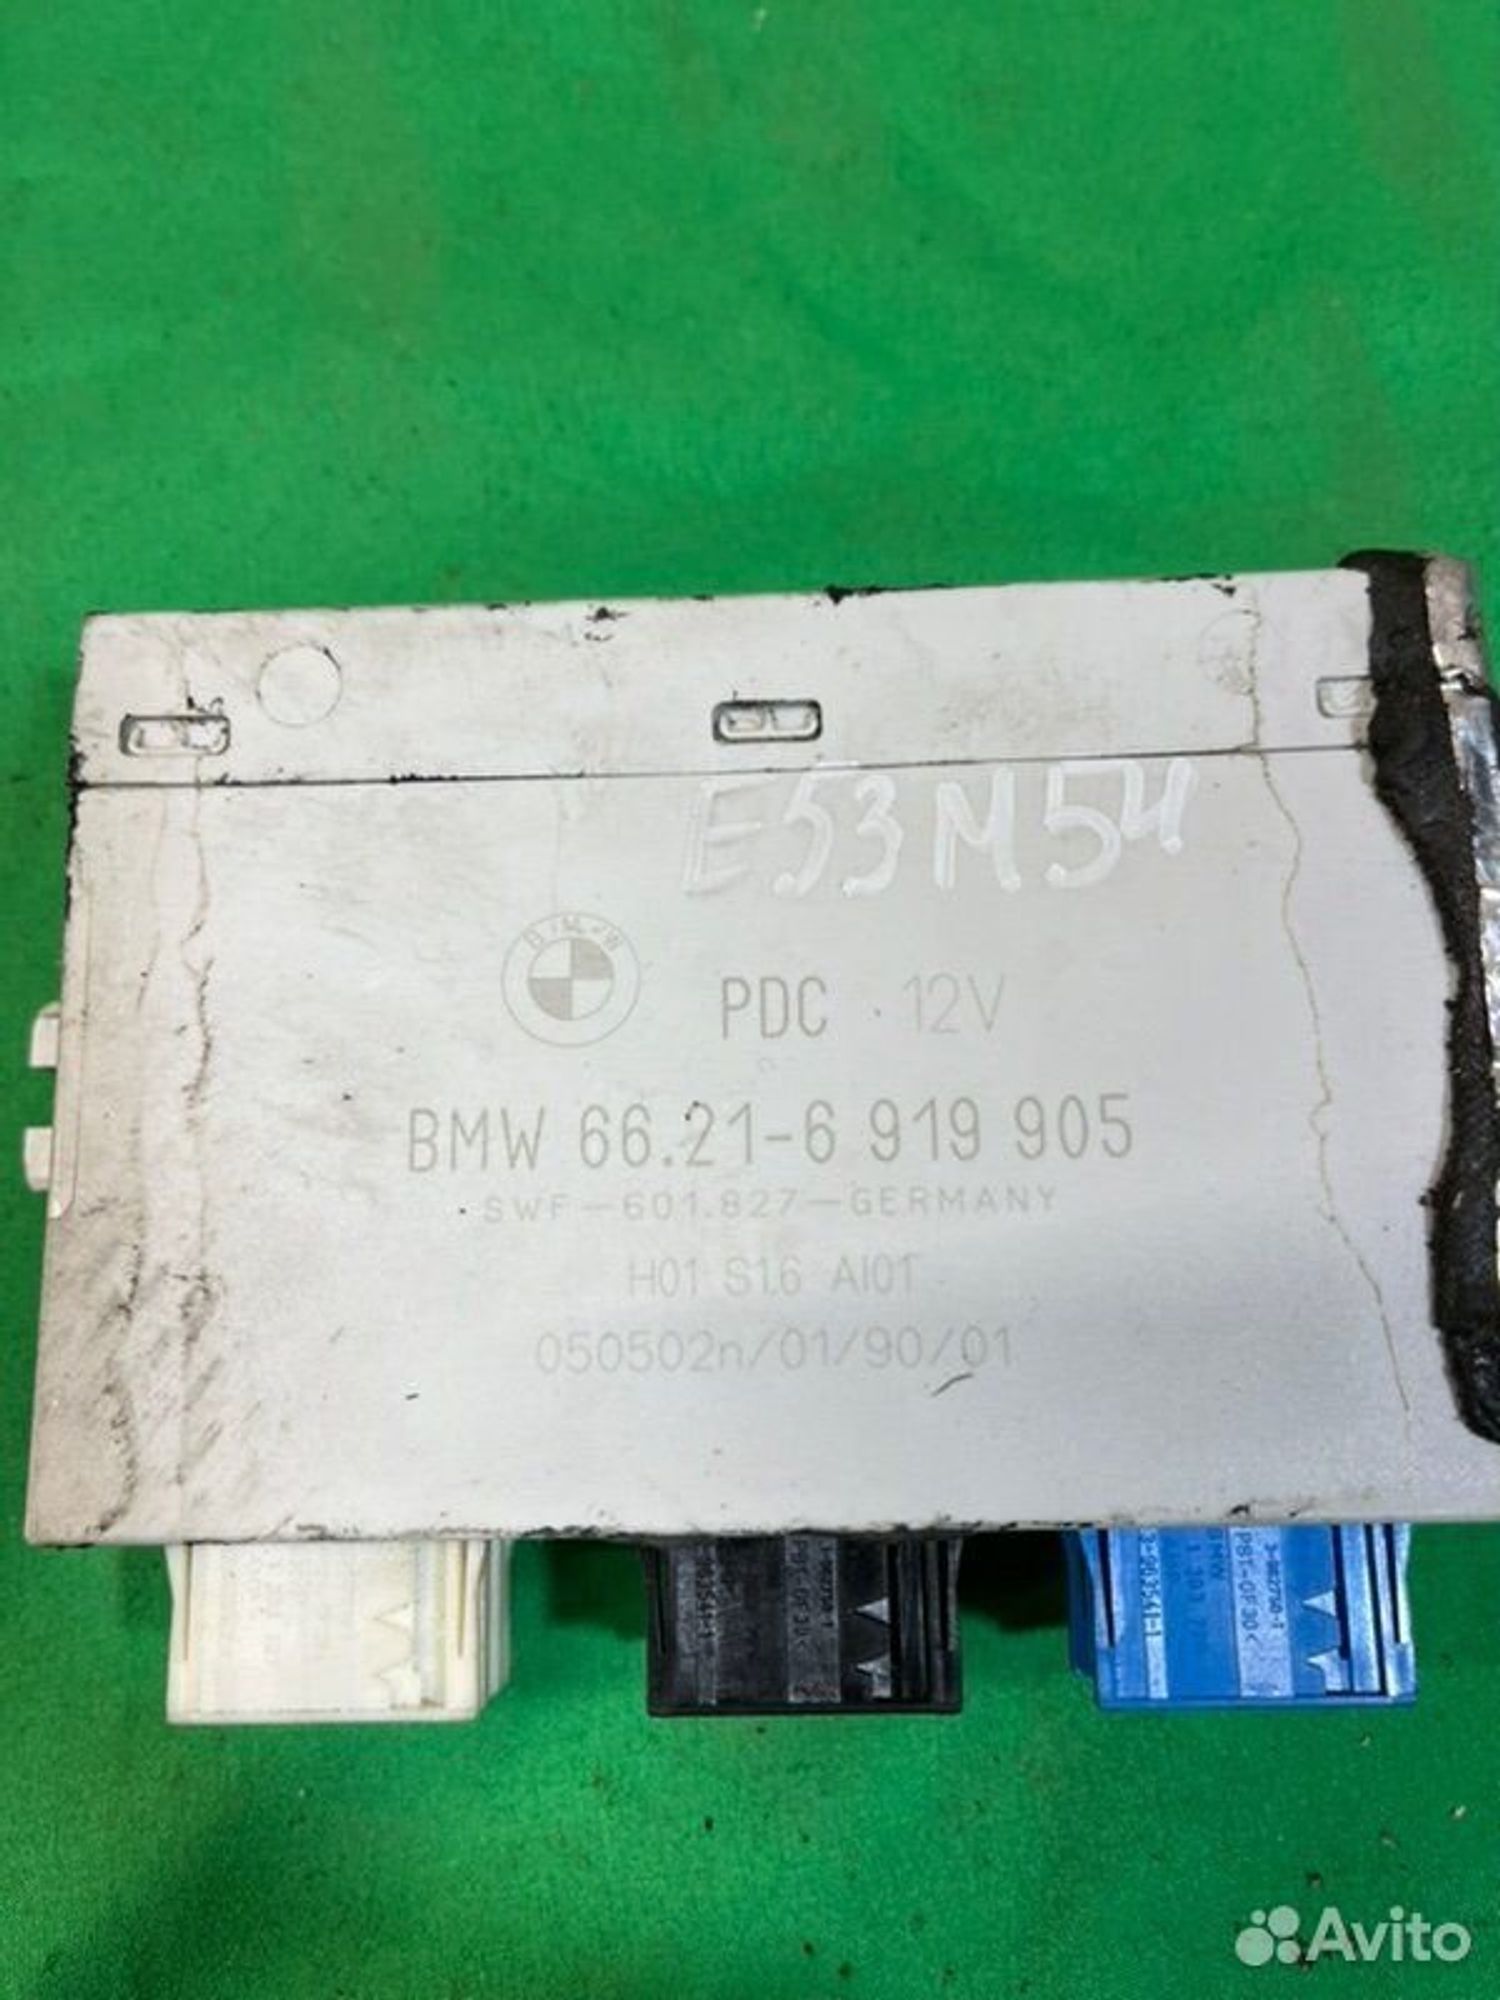 E53M54
BMW
PDC 12V
BMW 66.21-6 919 905
SWF-601.827-GERMANY
H01 S1.6 AI01
050502n/01/90/01
Avito